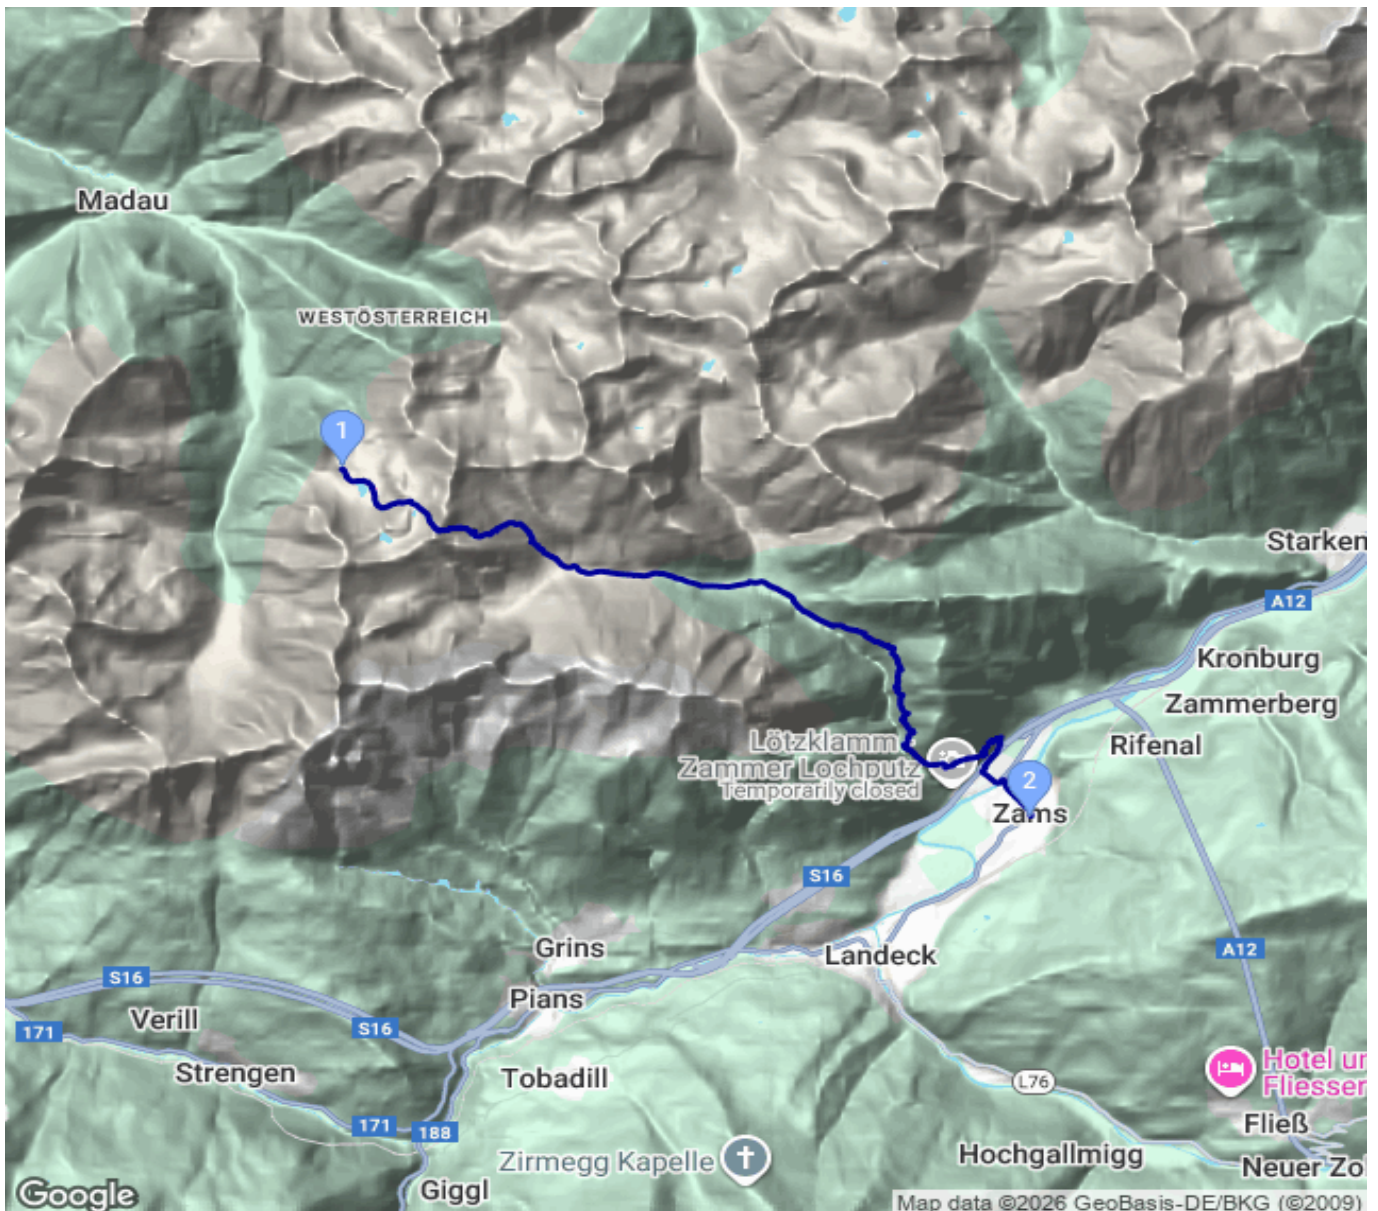 Madau
WESTÖSTERREICH
1
Starken
A12
Kronburg
Zammerberg
Rifenal
Lötzklamm
Zammer Lochputz
Temporarily closed
2
Zams
S16
Grins
Landeck
A12
S16
Pians
171
Verill
S16
Strengen
Tobadill
L76
Hotel un
Fliesser
171
188
Fließ
Zirmegg Kapelle
Hochgallmigg
Neuer Zol
Giggl
Google
Map data ©2026 GeoBasis-DE/BKG (©2009)